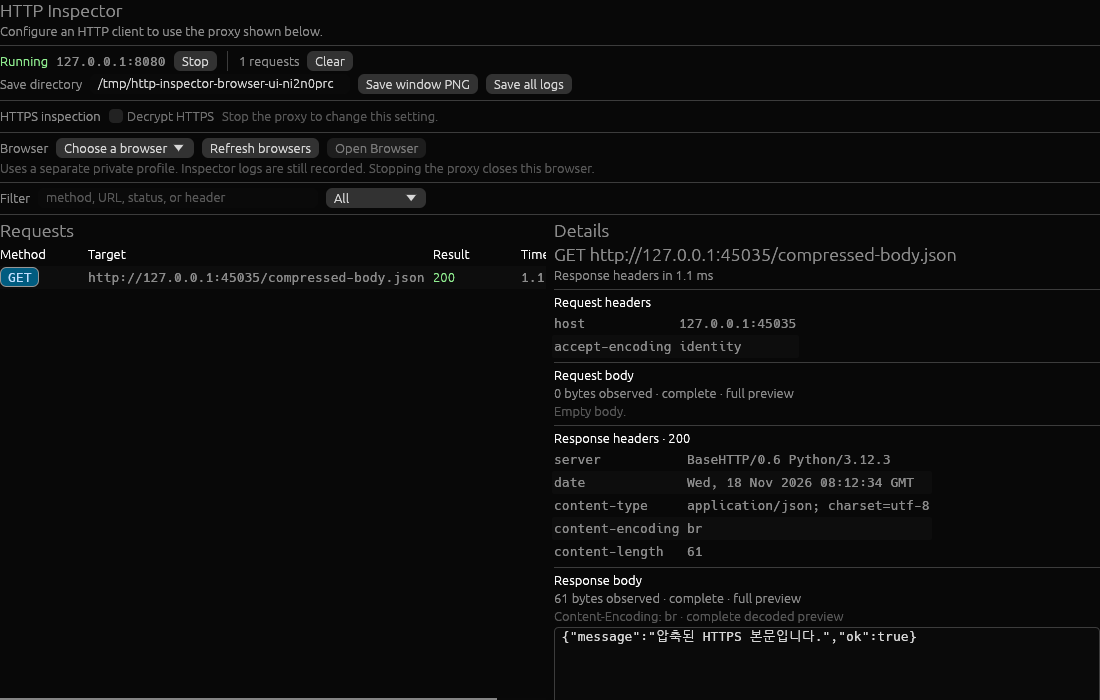 HTTP Inspector
Configure an HTTP client to use the proxy shown below.
Running 127.0.0.1:8080 Stop 1 requests Clear
Save directory /tmp/http-inspector-browser-ui-ni2n0prc Save window PNG Save all logs
HTTPS inspection Decrypt HTTPS Stop the proxy to change this setting.
Browser Choose a browser Refresh browsers Open Browser
Uses a separate private profile. Inspector logs are still recorded. Stopping the proxy closes this browser.
Filter method, URL, status, or header All
Requests
Method Target Result Time
GET http://127.0.0.1:45035/compressed-body.json 200 1.1
Details
GET http://127.0.0.1:45035/compressed-body.json
Response headers in 1.1 ms
Request headers
host 127.0.0.1:45035
accept-encoding identity
Request body
0 bytes observed · complete · full preview
Empty body.
Response headers · 200
server BaseHTTP/0.6 Python/3.12.3
date Wed, 18 Nov 2026 08:12:34 GMT
content-type application/json; charset=utf-8
content-encoding br
content-length 61
Response body
61 bytes observed · complete · full preview
Content-Encoding: br · complete decoded preview
{"message":"압축된 HTTPS 본문입니다.","ok":true}